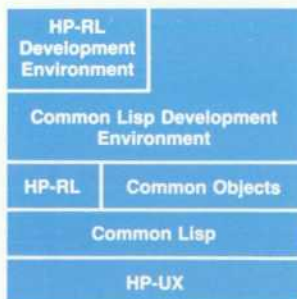 HP-RL
Development
Environment
Common Lisp Development
Environment
HP-RL
Common Objects
Common Lisp
HP-UX